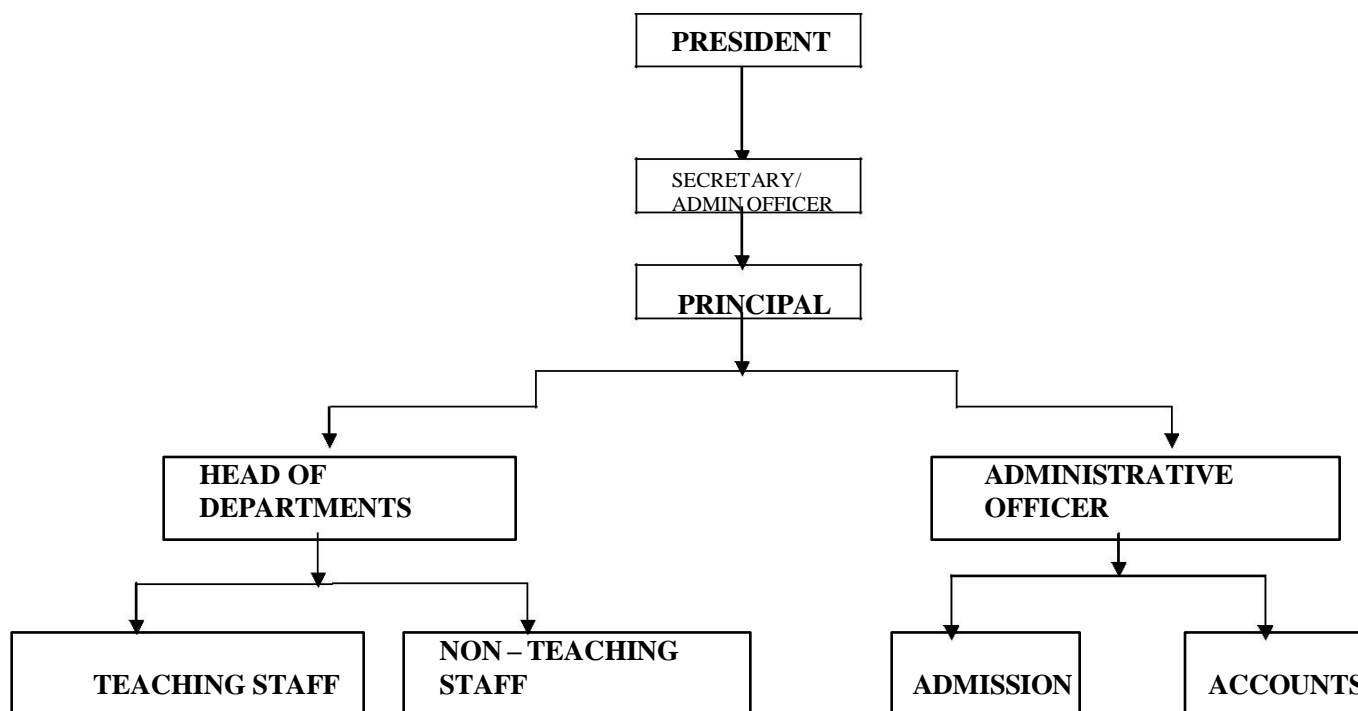 PRESIDENT
SECRETARY/
ADMIN OFFICER
PRINCIPAL
HEAD OF
DEPARTMENTS
ADMINISTRATIVE
OFFICER
TEACHING STAFF
NON – TEACHING
STAFF
ADMISSION
ACCOUNTS